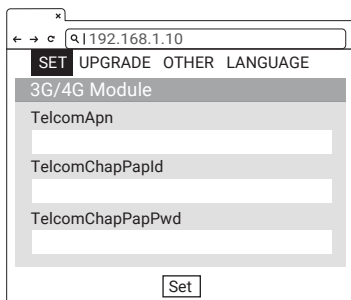 192.168.1.10
SET UPGRADE OTHER LANGUAGE
3G/4G Module
TelcomApn
TelcomChapPapId
TelcomChapPapPwd
Set